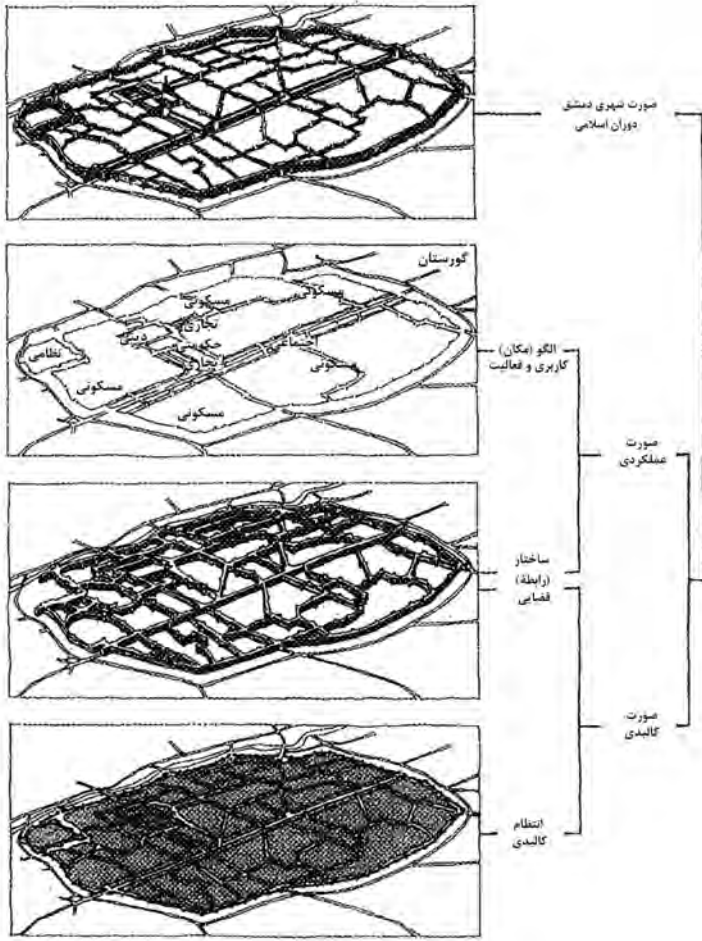 صورت شهری دمشق
دوران اسلامی
گورستان
مسکونی
مسکونی
تجاری
دینی
حکومتی
اجتماعی
نظامی
تجاری
مسکونی
مسکونی
مسکونی
الگو (مکان)
کاربری و فعالیت
صورت
عملکردی
ساختار
(رابطهٔ)
فضایی
صورت
کالبدی
انتظام
کالبدی